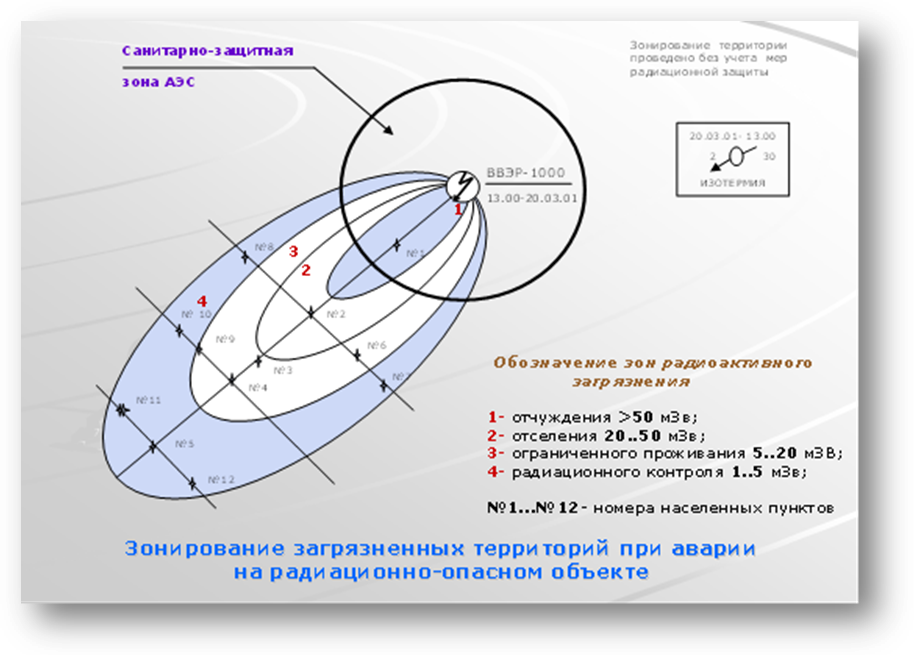 Санитарно-защитная
зона АЭС
Зонирование территории
проведено без учета мер
радиационной защиты
20.03.01- 13.00
2 30
ИЗОТЕРМИЯ
ВВЭР-1000
13.00-20.03.01
1
№1
№8
3
2
4
№ 10
№2
№9
№6
№3
№7
№4
№11
№5
№12
Обозначение зон радиоактивного
загрязнения
1- отчуждения >50 мЗв;
2- отселения 20..50 мЗв;
3- ограниченного проживания 5..20 мЗВ;
4- радиационного контроля 1..5 мЗв;
№1...№12- номера населенных пунктов
Зонирование загрязненных территорий при аварии
на радиационно-опасном объекте